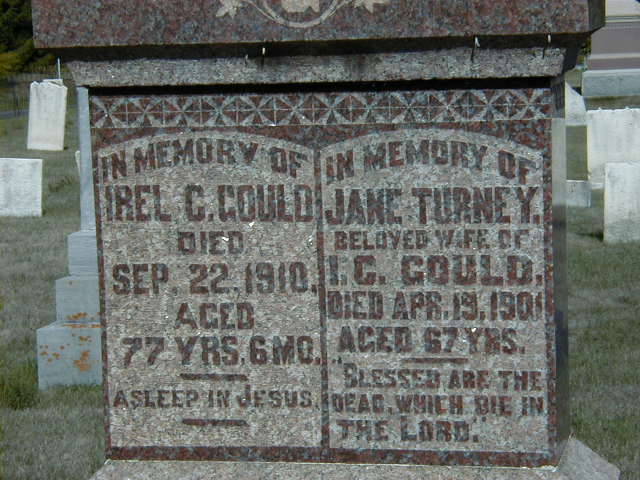 IN MEMORY OF
IREL C. GOULD
DIED
SEP. 22, 1910,
AGED
77 YRS, 6 MO.
ASLEEP IN JESUS.
IN MEMORY OF
JANE TURNEY.
BELOVED WIFE OF
I. C. GOULD.
DIED APR. 19, 1901
AGED 67 YRS.
"BLESSED ARE THE
DEAD, WHICH DIE IN
THE LORD."